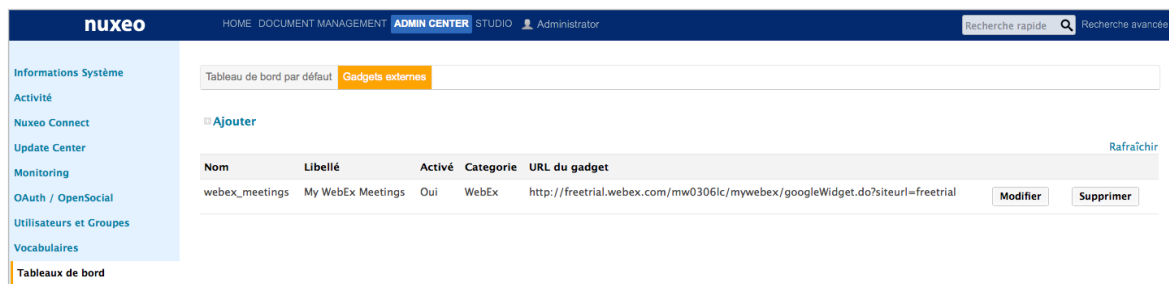 nuxeo
HOME DOCUMENT MANAGEMENT ADMIN CENTER STUDIO Administrator
Recherche rapide Recherche avancée
Informations Système
Activité
Nuxeo Connect
Update Center
Monitoring
OAuth / OpenSocial
Utilisateurs et Groupes
Vocabulaires
Tableaux de bord
Tableau de bord par défaut Gadgets externes
Ajouter
Rafraîchir
Nom Libellé Activé Categorie URL du gadget
webex_meetings My WebEx Meetings Oui WebEx http://freetrial.webex.com/mw0306lc/mywebex/googleWidget.do?siteurl=freetrial Modifier Supprimer